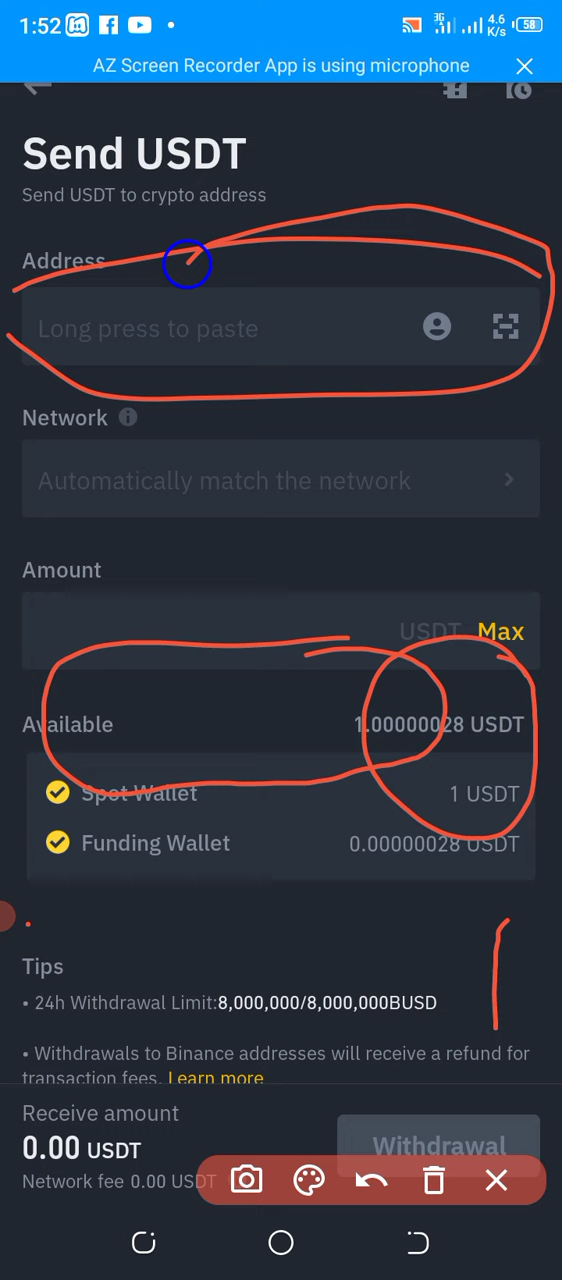 1:52
3G
4.6
K/s
58
AZ Screen Recorder App is using microphone
Send USDT
Send USDT to crypto address
Address
Long press to paste
Network
Automatically match the network
Amount
USDT Max
Available 1.00000028 USDT
Spot Wallet 1 USDT
Funding Wallet 0.00000028 USDT
Tips
• 24h Withdrawal Limit:8,000,000/8,000,000BUSD
• Withdrawals to Binance addresses will receive a refund for
transaction fees. Learn more
Receive amount
0.00 USDT
Withdrawal
Network fee 0.00 USDT